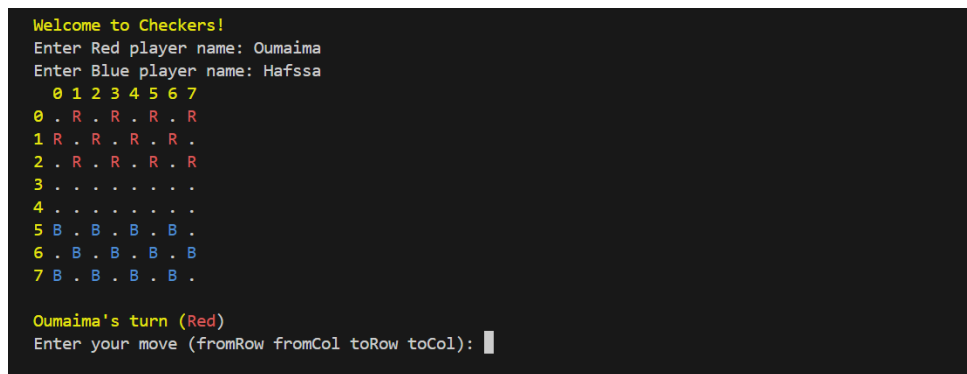 Welcome to Checkers!
Enter Red player name: Oumaima
Enter Blue player name: Hafssa
  0 1 2 3 4 5 6 7
0 . R . R . R . R
1 R . R . R . R .
2 . R . R . R . R
3 . . . . . . . .
4 . . . . . . . .
5 B . B . B . B .
6 . B . B . B . B
7 B . B . B . B .
Oumaima's turn (Red)
Enter your move (fromRow fromCol toRow toCol):